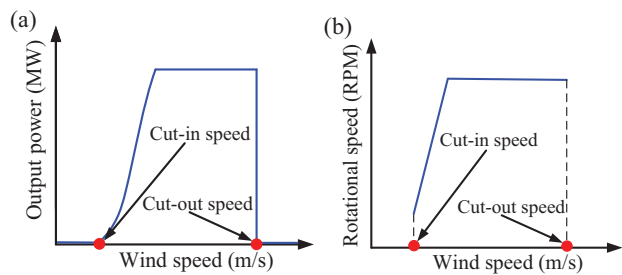 (a)
Output power (MW)
Cut-in speed
Cut-out speed
Wind speed (m/s)
(b)
Rotational speed (RPM)
Cut-in speed
Cut-out speed
Wind speed (m/s)